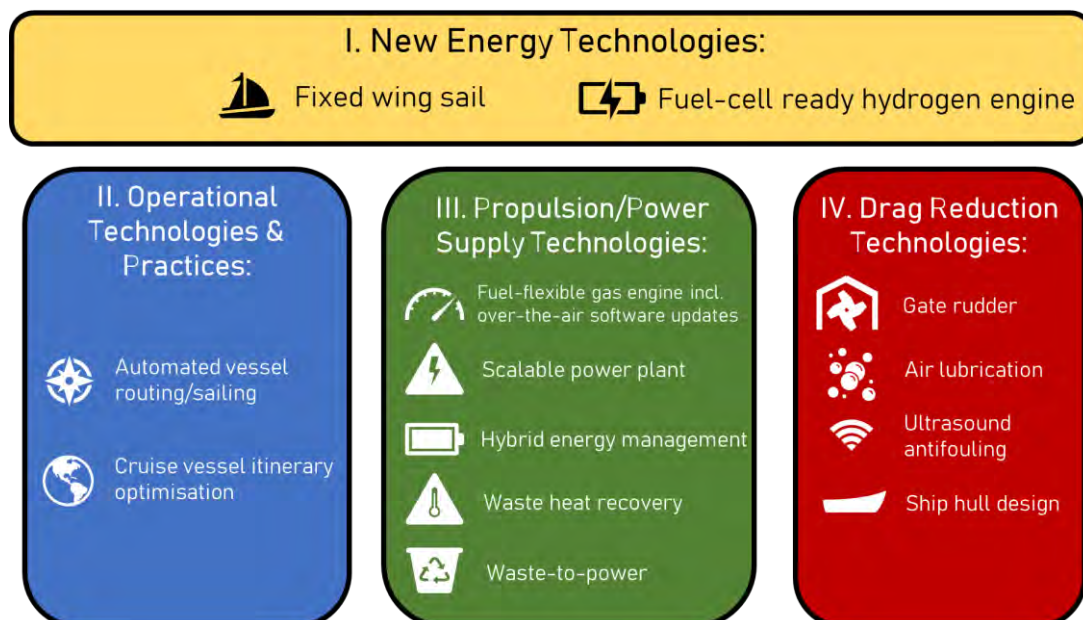 I. New Energy Technologies:
Fixed wing sail
Fuel-cell ready hydrogen engine
II. Operational
Technologies &
Practices:
Automated vessel
routing/sailing
Cruise vessel itinerary
optimisation
III. Propulsion/Power
Supply Technologies:
Fuel-flexible gas engine incl.
over-the-air software updates
Scalable power plant
Hybrid energy management
Waste heat recovery
Waste-to-power
IV. Drag Reduction
Technologies:
Gate rudder
Air lubrication
Ultrasound
antifouling
Ship hull design